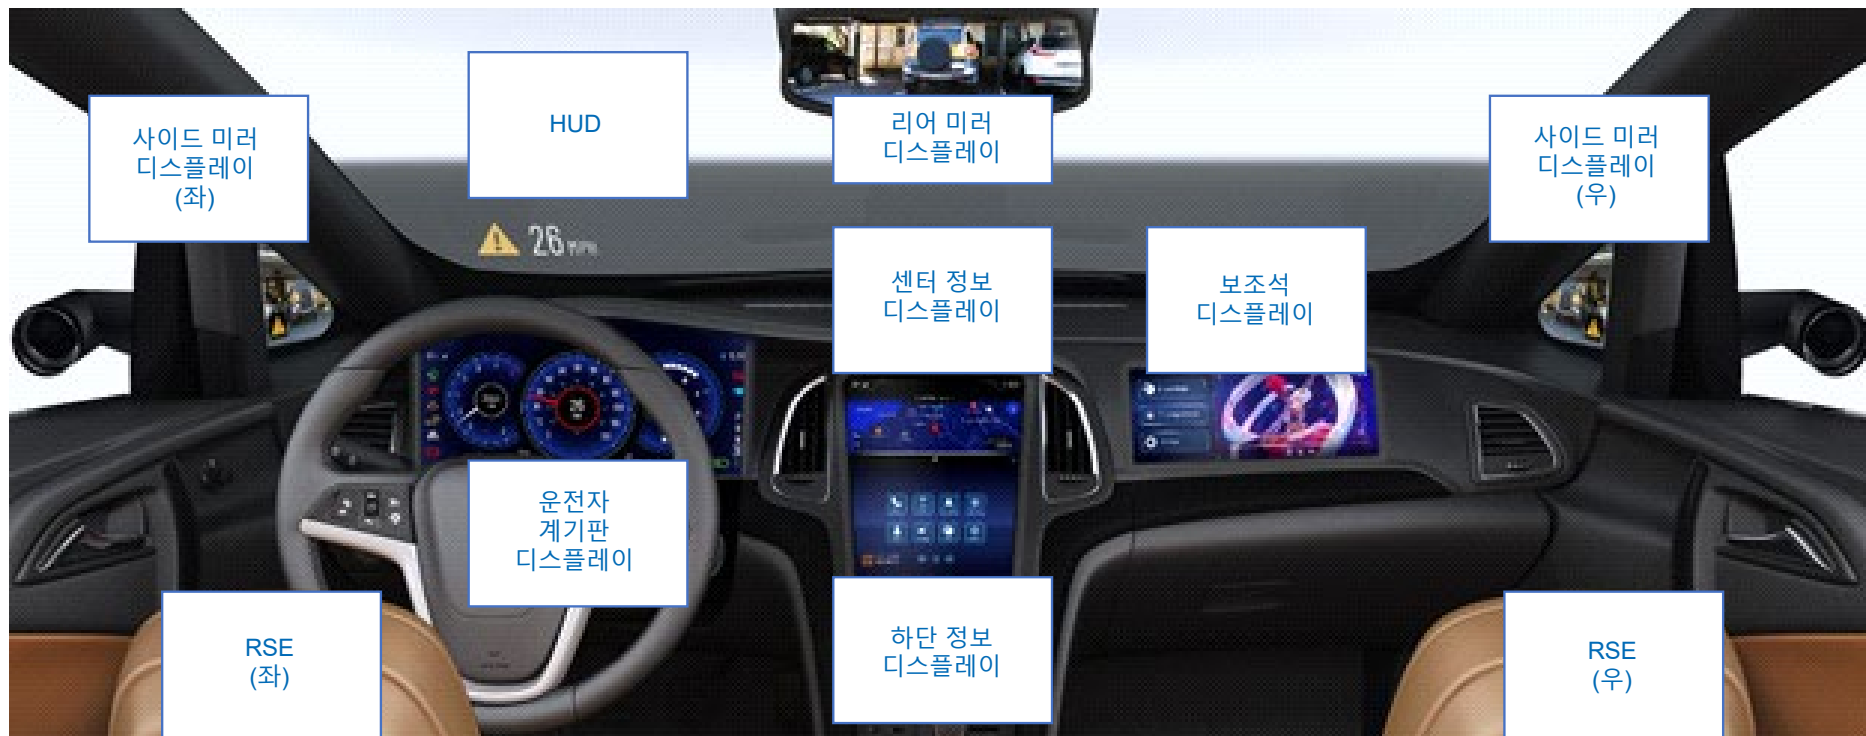 HUD
리어 미러
디스플레이
사이드 미러
디스플레이
(좌)
사이드 미러
디스플레이
(우)
26 MPH
센터 정보
디스플레이
보조석
디스플레이
운전자
계기판
디스플레이
RSE
(좌)
하단 정보
디스플레이
RSE
(우)